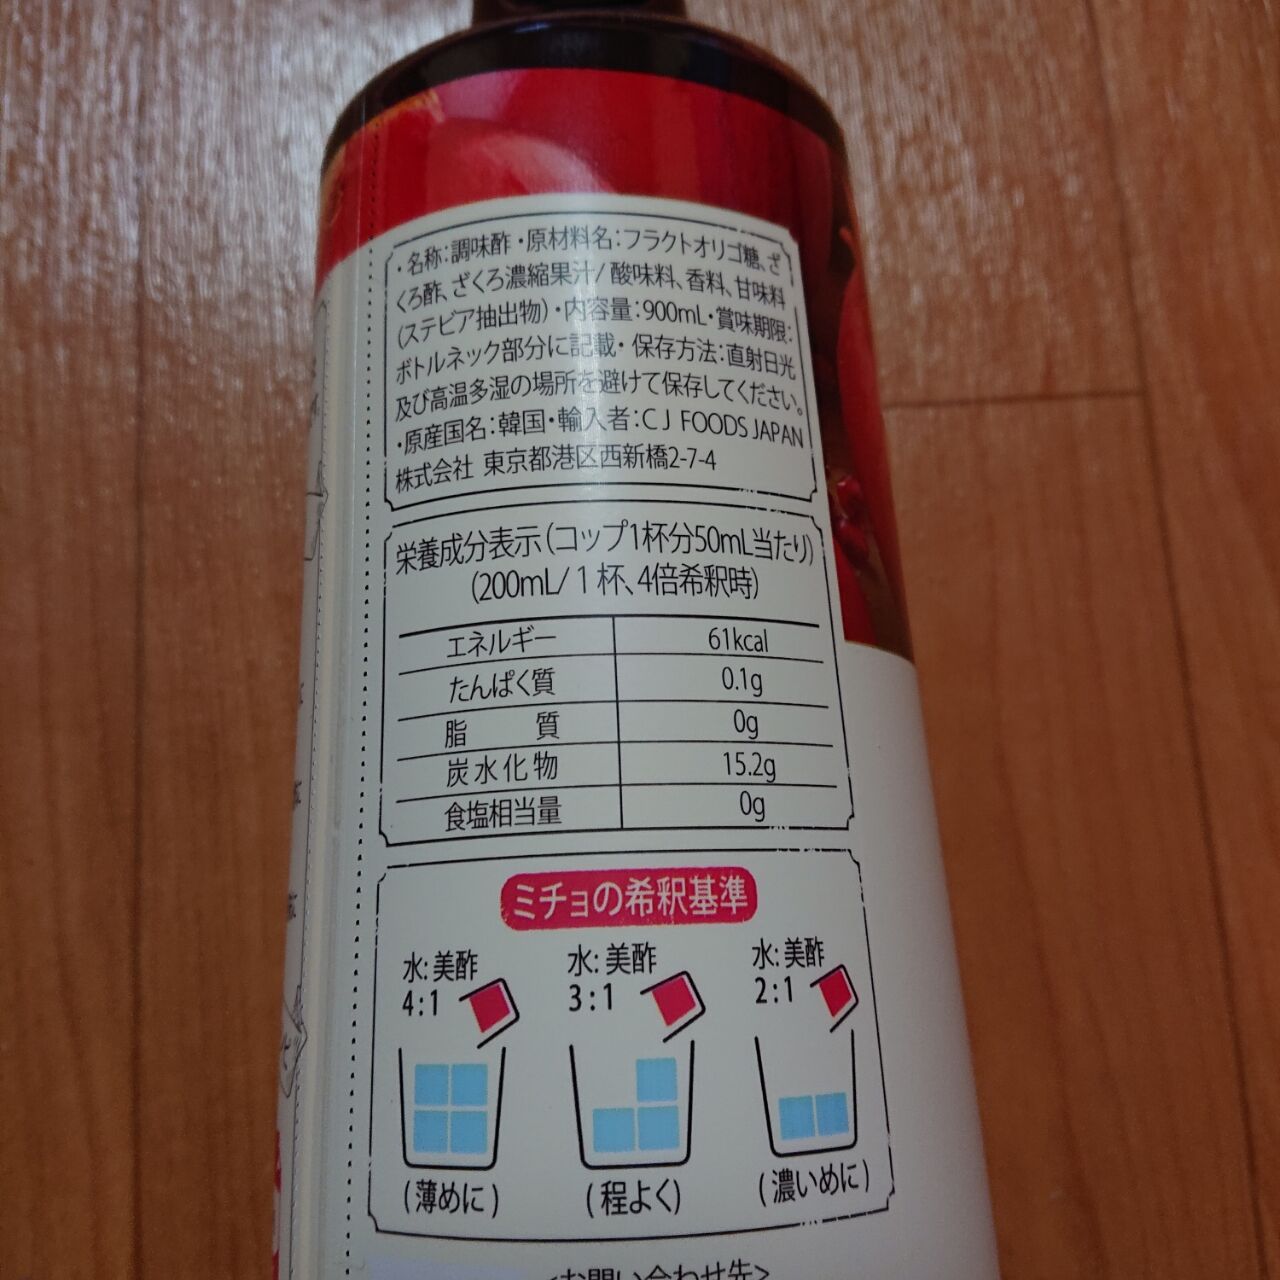 ・名称:調味酢・原材料名:フラクトオリゴ糖、ざ
くろ酢、ざくろ濃縮果汁/酸味料、香料、甘味料
(ステビア抽出物)・内容量:900mL・賞味期限:
ボトルネック部分に記載・保存方法:直射日光
及び高温多湿の場所を避けて保存してください。
・原産国名:韓国・輸入者:CJ FOODS JAPAN
株式会社 東京都港区西新橋2-7-4
栄養成分表示(コップ1杯分50mL当たり)
(200mL/1杯、4倍希釈時)
エネルギー 61kcal
たんぱく質 0.1g
脂質 0g
炭水化物 15.2g
食塩相当量 0g
ミチョの希釈基準
水:美酢 水:美酢 水:美酢
4:1 3:1 2:1
(薄めに) (程よく) (濃いめに)
<お問い合わせ先>